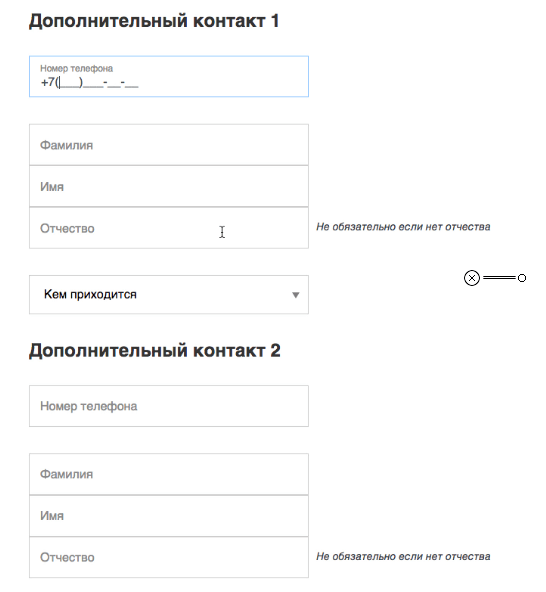 Дополнительный контакт 1
Номер телефона
+7(___)___-__-__
Фамилия
Имя
Отчество
Не обязательно если нет отчества
Кем приходится
Дополнительный контакт 2
Номер телефона
Фамилия
Имя
Отчество
Не обязательно если нет отчества